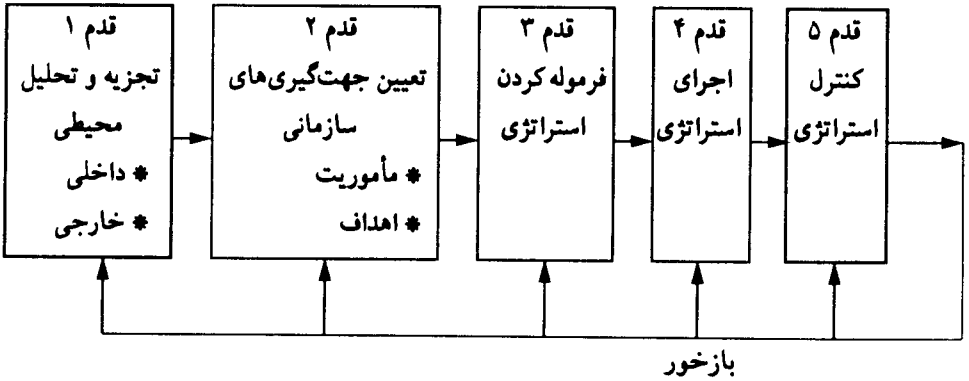 قدم ۱
تجزیه و تحلیل
محیطی
* داخلی
* خارجی
قدم ۲
تعیین جهت‌گیری‌های
سازمانی
* مأموریت
* اهداف
قدم ۳
فرموله کردن
استراتژی
قدم ۴
اجرای
استراتژی
قدم ۵
کنترل
استراتژی
بازخور